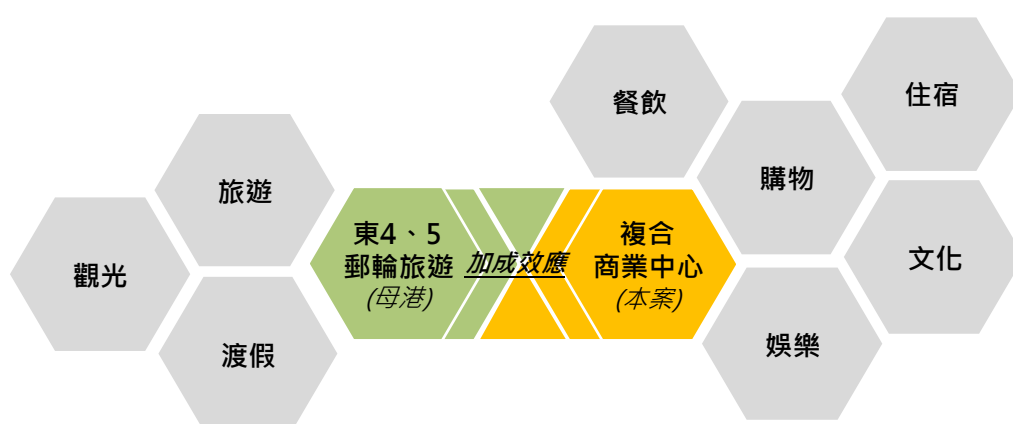 觀光
旅遊
渡假
東4、5
郵輪旅遊
(母港)
加成效應
複合
商業中心
(本案)
餐飲
購物
娛樂
住宿
文化